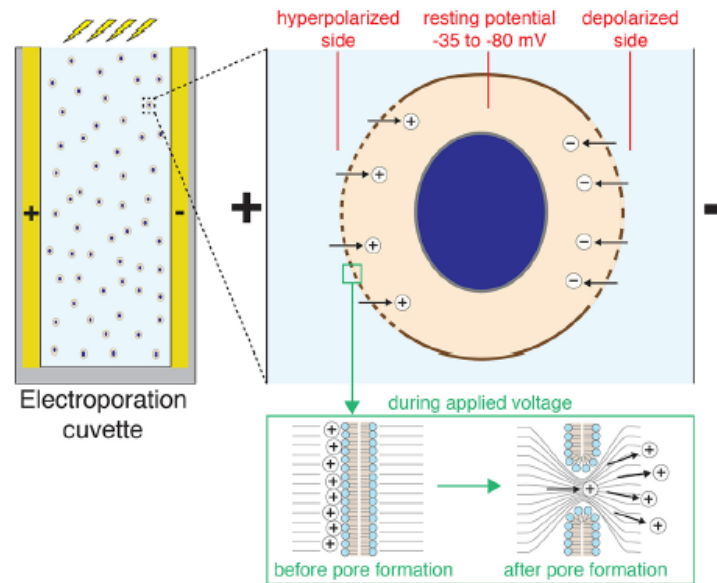 hyperpolarized
side
resting potential
-35 to -80 mV
depolarized
side
+
-
+
-
Electroporation
cuvette
during applied voltage
before pore formation
after pore formation